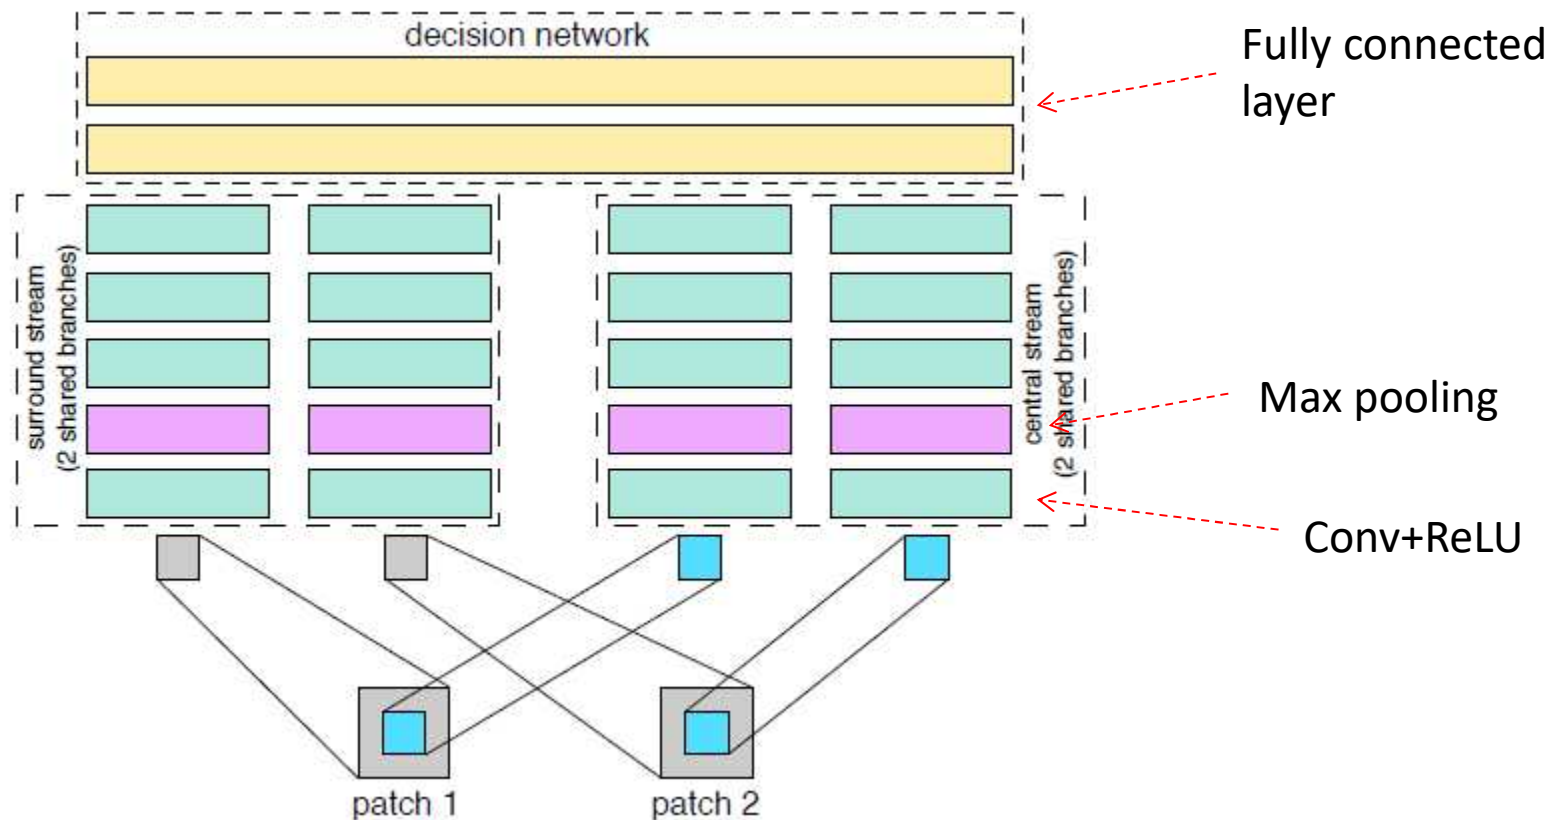 decision network
Fully connected
layer
surround stream
(2 shared branches)
central stream
(2 shared branches)
Max pooling
Conv+ReLU
patch 1
patch 2